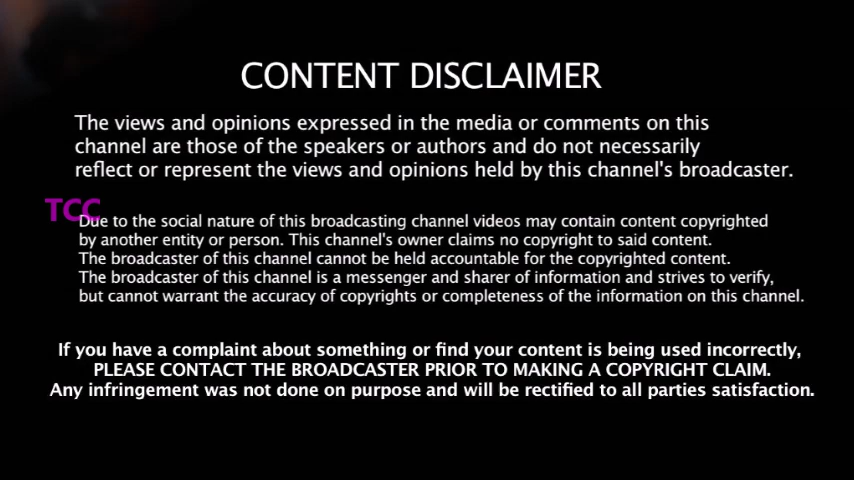 CONTENT DISCLAIMER
The views and opinions expressed in the media or comments on this
channel are those of the speakers or authors and do not necessarily
reflect or represent the views and opinions held by this channel's broadcaster.
TCC
Due to the social nature of this broadcasting channel videos may contain content copyrighted
by another entity or person. This channel's owner claims no copyright to said content.
The broadcaster of this channel cannot be held accountable for the copyrighted content.
The broadcaster of this channel is a messenger and sharer of information and strives to verify,
but cannot warrant the accuracy of copyrights or completeness of the information on this channel.
If you have a complaint about something or find your content is being used incorrectly,
PLEASE CONTACT THE BROADCASTER PRIOR TO MAKING A COPYRIGHT CLAIM.
Any infringement was not done on purpose and will be rectified to all parties satisfaction.